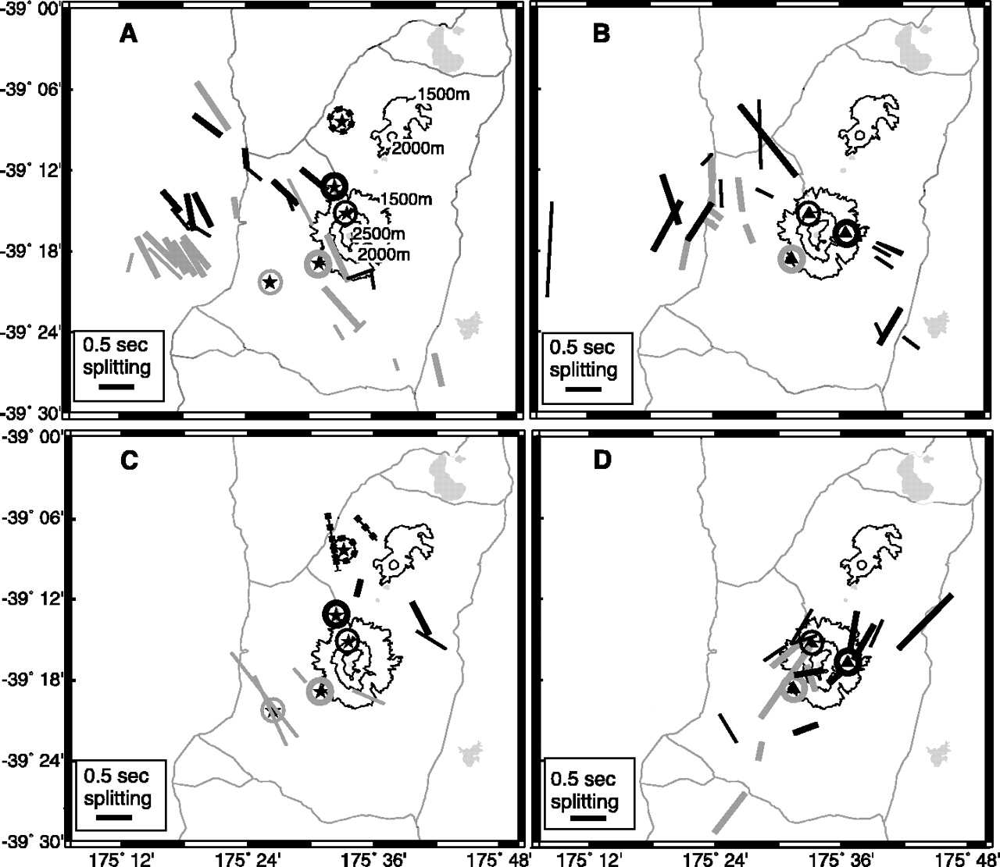 -39° 00'
A
B
-39° 06'
1500m
2000m
-39° 12'
1500m
2500m
-39° 18'
2000m
-39° 24'
0.5 sec
splitting
0.5 sec
splitting
-39° 30'
-39° 00'
C
D
-39° 06'
-39° 12'
-39° 18'
-39° 24'
0.5 sec
splitting
0.5 sec
splitting
-39° 30'
175° 12' 175° 24' 175° 36' 175° 48' 175° 12' 175° 24' 175° 36' 175° 48'